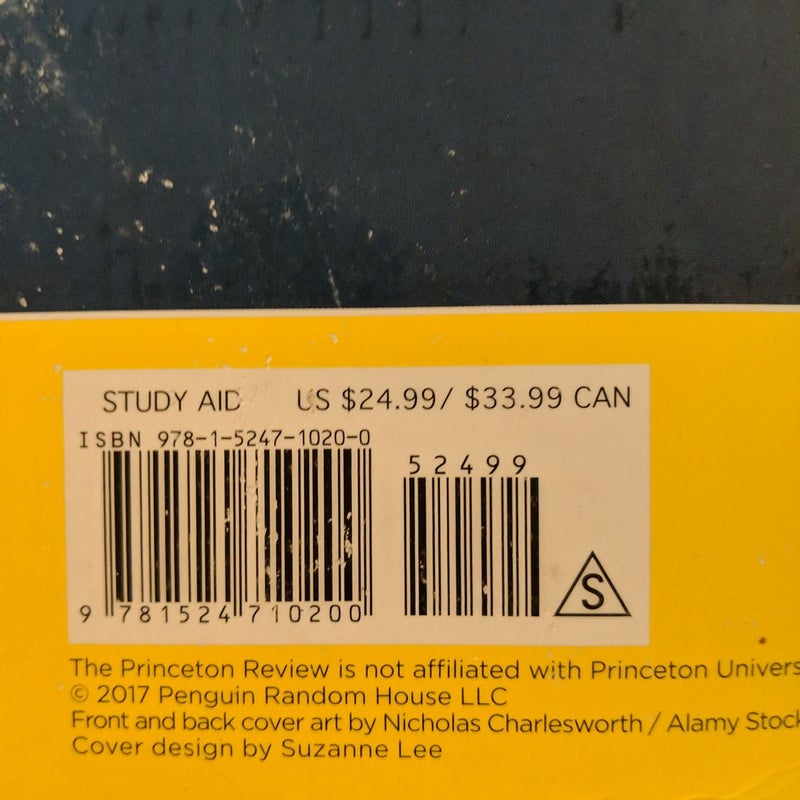 STUDY AID US $24.99/ $33.99 CAN
ISBN 978-1-5247-1020-0
52499
9 781524 710200
S
The Princeton Review is not affiliated with Princeton Univers
© 2017 Penguin Random House LLC
Front and back cover art by Nicholas Charlesworth / Alamy Stock
Cover design by Suzanne Lee